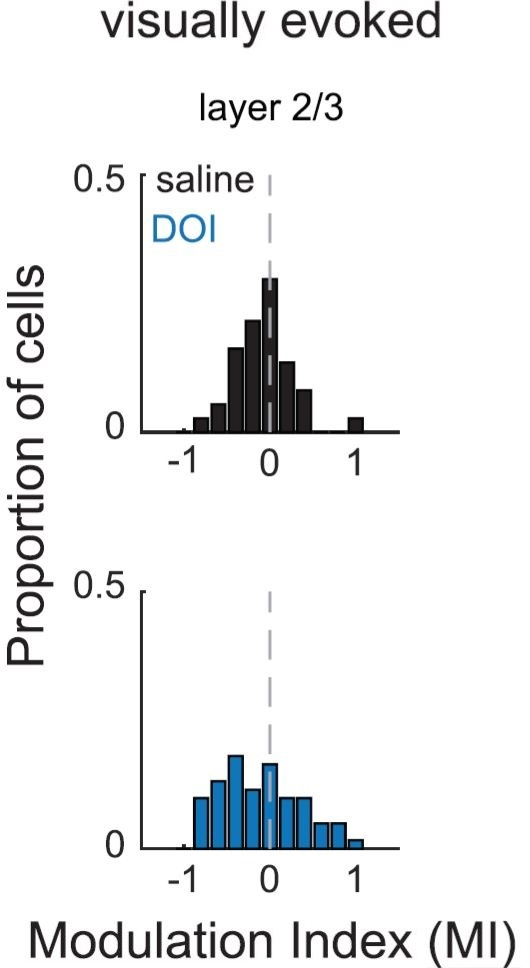 visually evoked
layer 2/3
Proportion of cells
0.5
saline
DOI
0
-1 0 1
0.5
0
-1 0 1
Modulation Index (MI)